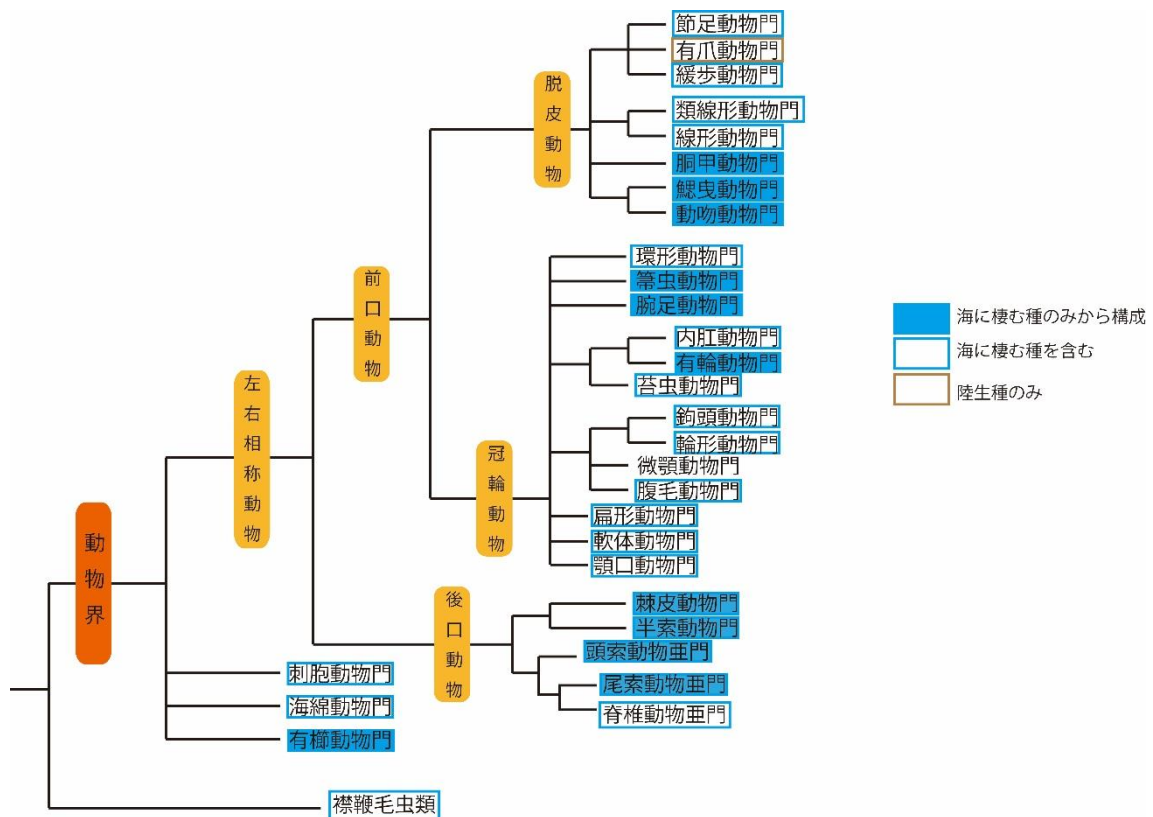 節足動物門
有爪動物門
緩歩動物門
類線形動物門
線形動物門
胴甲動物門
鰓曳動物門
動吻動物門
脱皮動物
環形動物門
箒虫動物門
腕足動物門
内肛動物門
有輪動物門
苔虫動物門
鉤頭動物門
輪形動物門
微顎動物門
腹毛動物門
扁形動物門
軟体動物門
顎口動物門
冠輪動物
前口動物
棘皮動物門
半索動物門
頭索動物亜門
尾索動物亜門
脊椎動物亜門
後口動物
左右相称動物
動物界
刺胞動物門
海綿動物門
有櫛動物門
襟鞭毛虫類
海に棲む種のみから構成
海に棲む種を含む
陸生種のみ